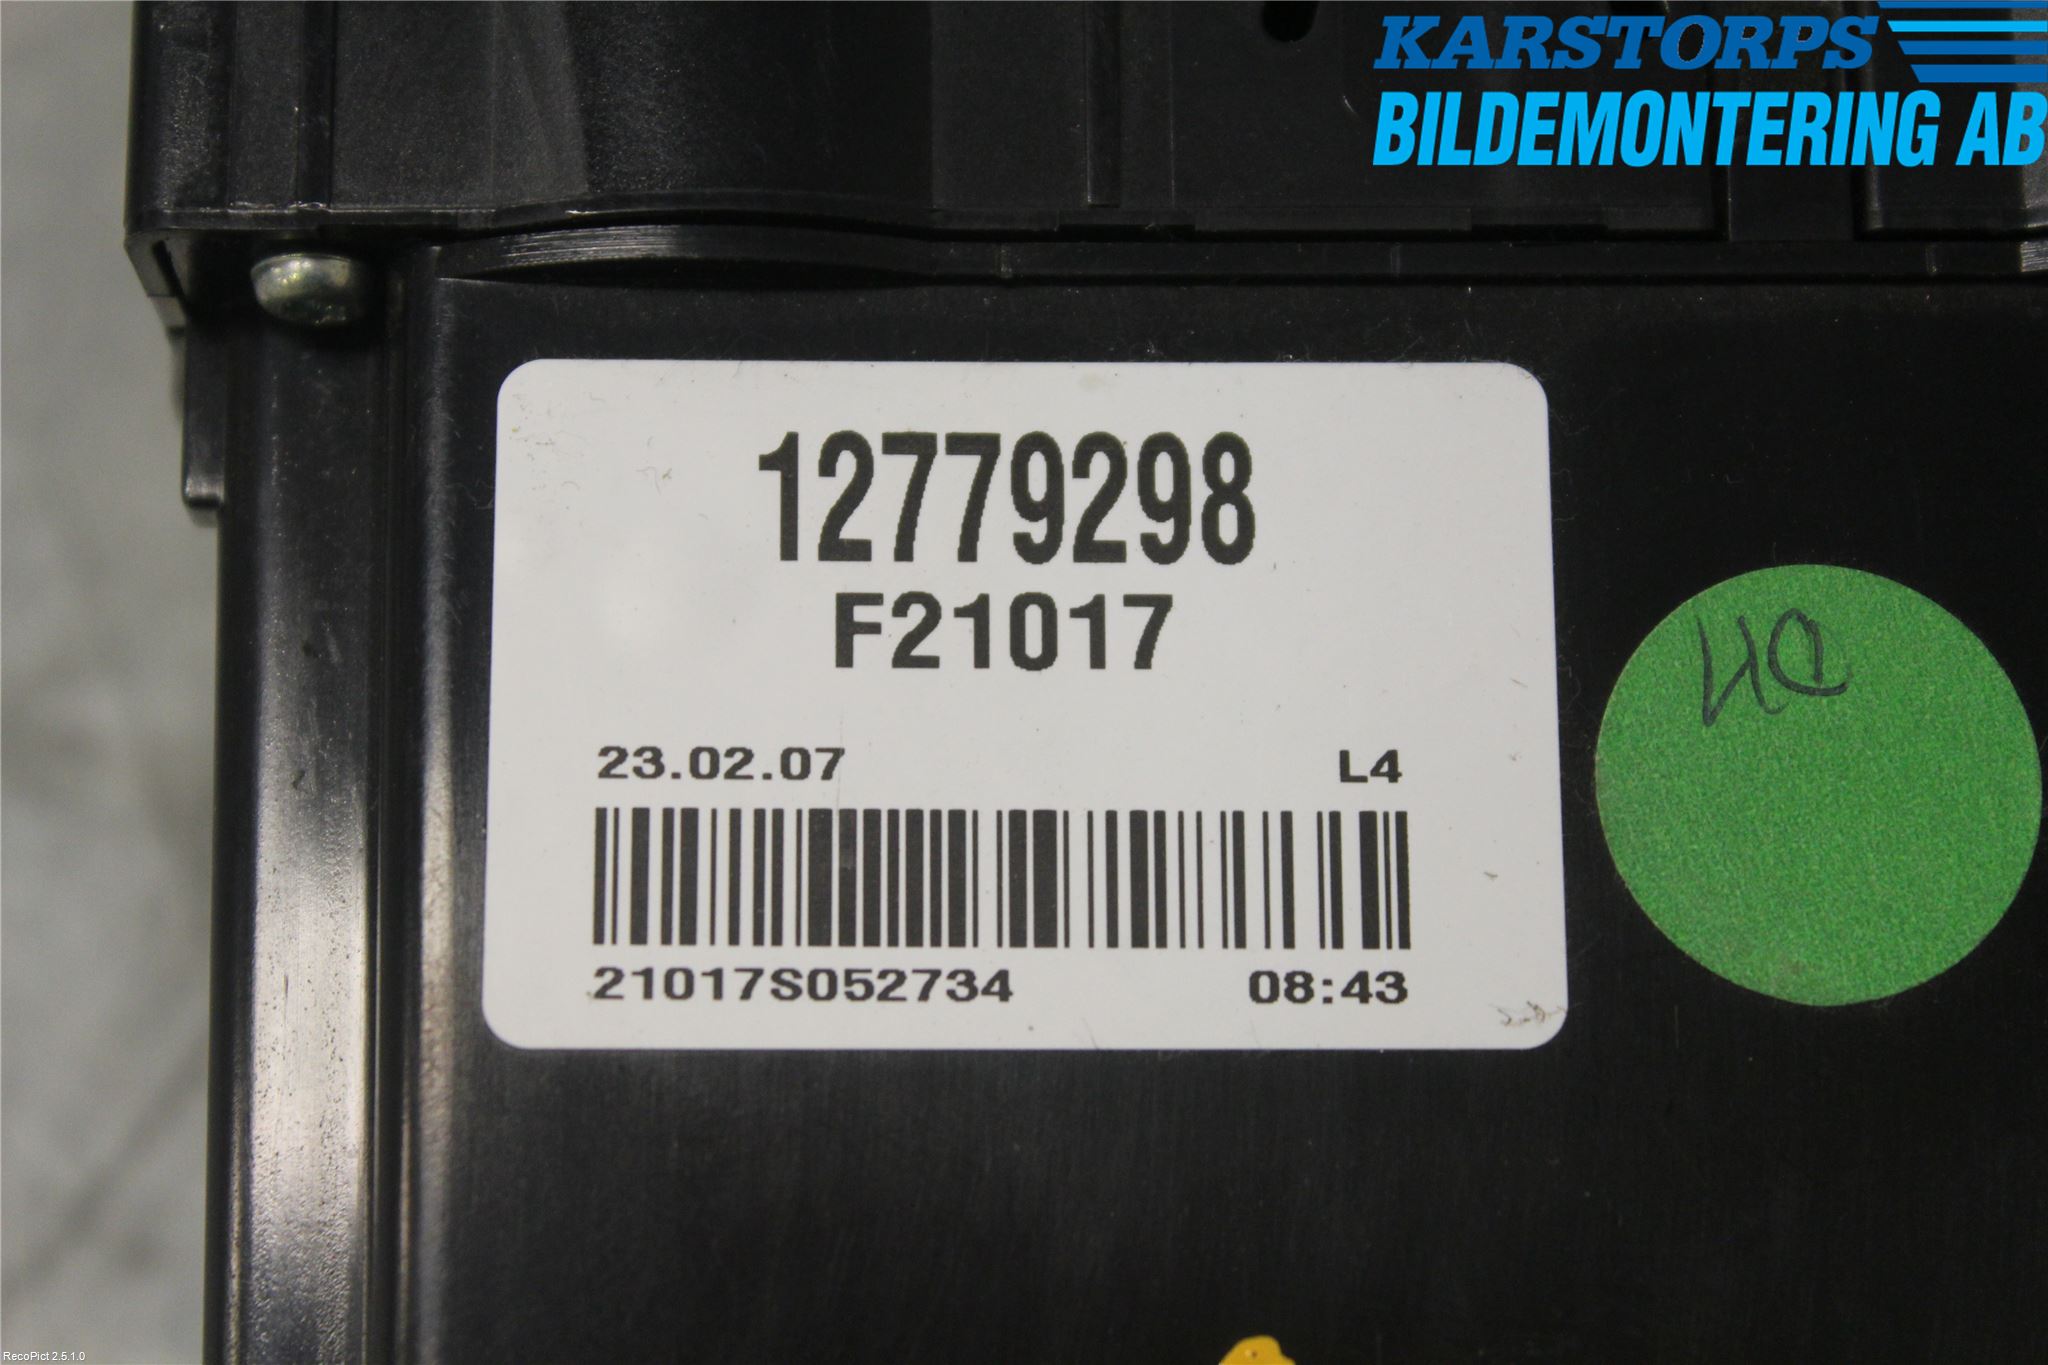 KARSTORPS
BILDEMONTERING AB
12779298
F21017
23.02.07 L4
21017S052734 08:43
RecoPict 2.5.1.0